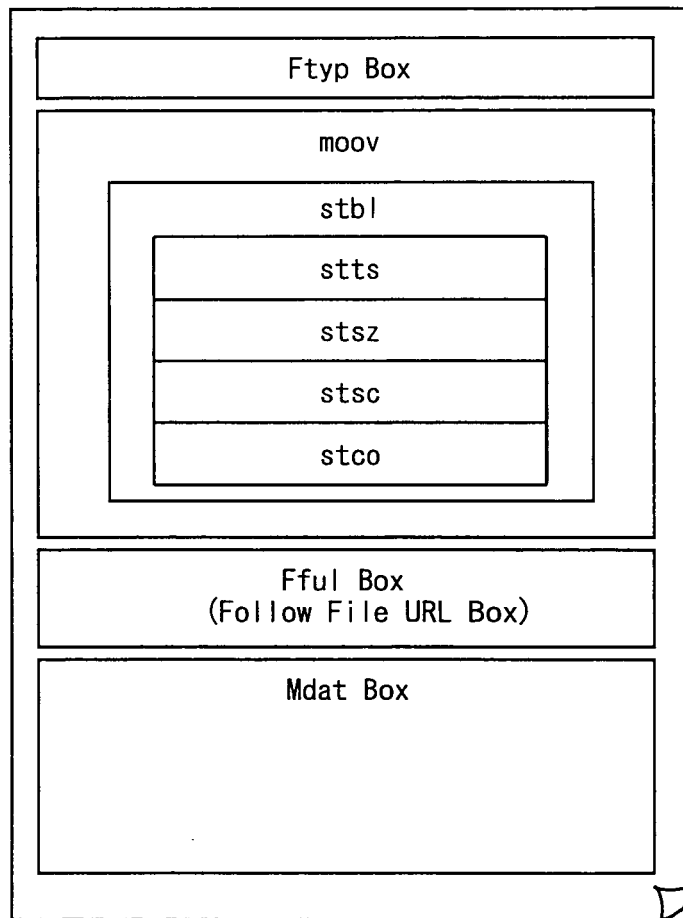 Ftyp Box
moov
stbl
stts
stsz
stsc
stco
Fful Box
(Follow File URL Box)
Mdat Box